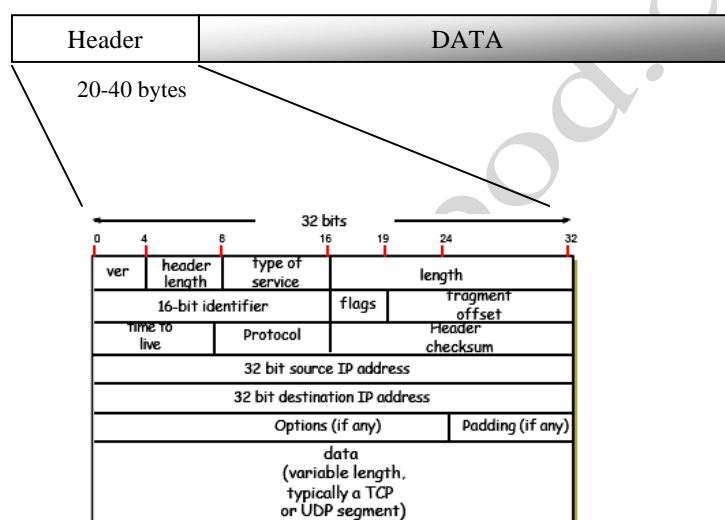 Header DATA
20-40 bytes
32 bits
0 4 8 16 19 24 32
ver header length type of service length
16-bit identifier flags fragment offset
time to live Protocol Header checksum
32 bit source IP address
32 bit destination IP address
Options (if any) Padding (if any)
data
(variable length,
typically a TCP
or UDP segment)